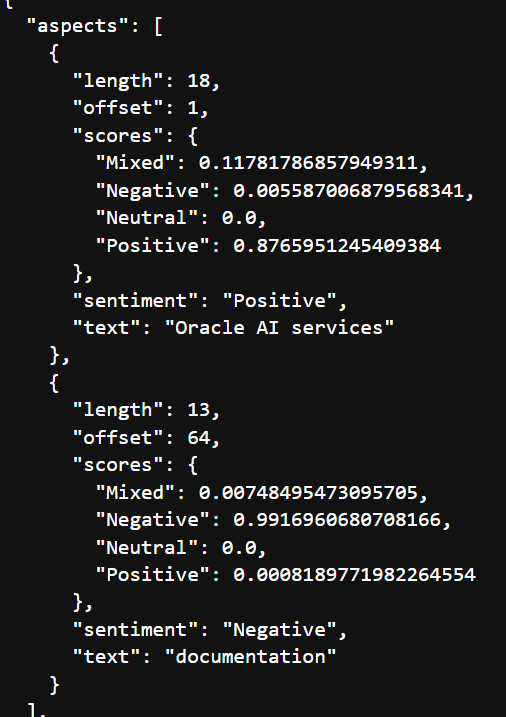 {
"aspects": [
{
"length": 18,
"offset": 1,
"scores": {
"Mixed": 0.11781786857949311,
"Negative": 0.005587006879568341,
"Neutral": 0.0,
"Positive": 0.8765951245409384
},
"sentiment": "Positive",
"text": "Oracle AI services"
},
{
"length": 13,
"offset": 64,
"scores": {
"Mixed": 0.00748495473095705,
"Negative": 0.9916960680708166,
"Neutral": 0.0,
"Positive": 0.0008189771982264554
},
"sentiment": "Negative",
"text": "documentation"
}
],